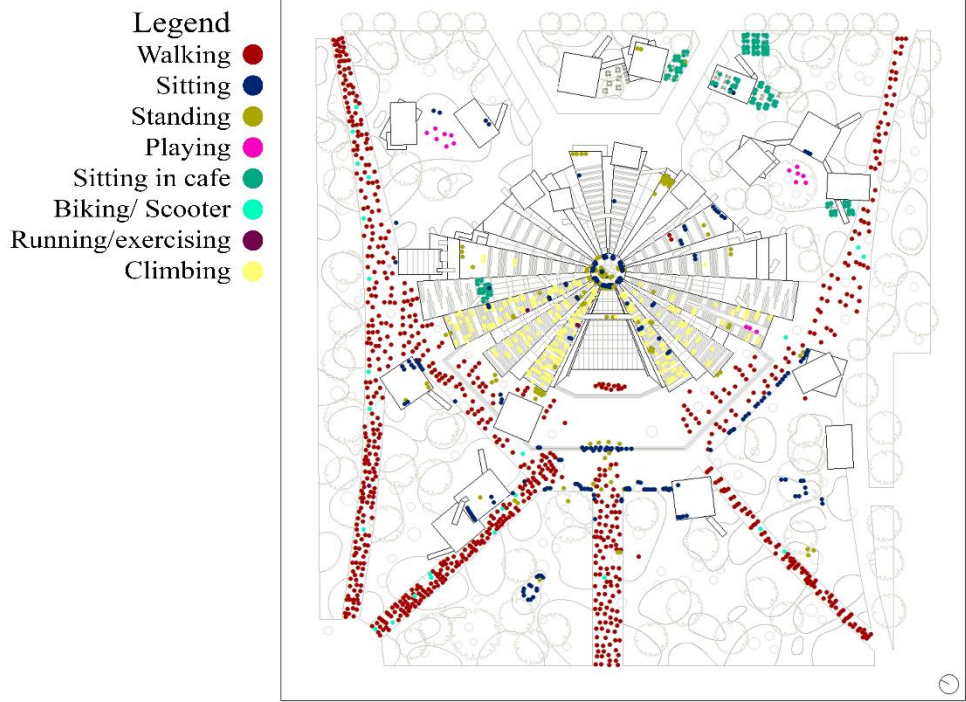 Legend
Walking
Sitting
Standing
Playing
Sitting in cafe
Biking/ Scooter
Running/exercising
Climbing